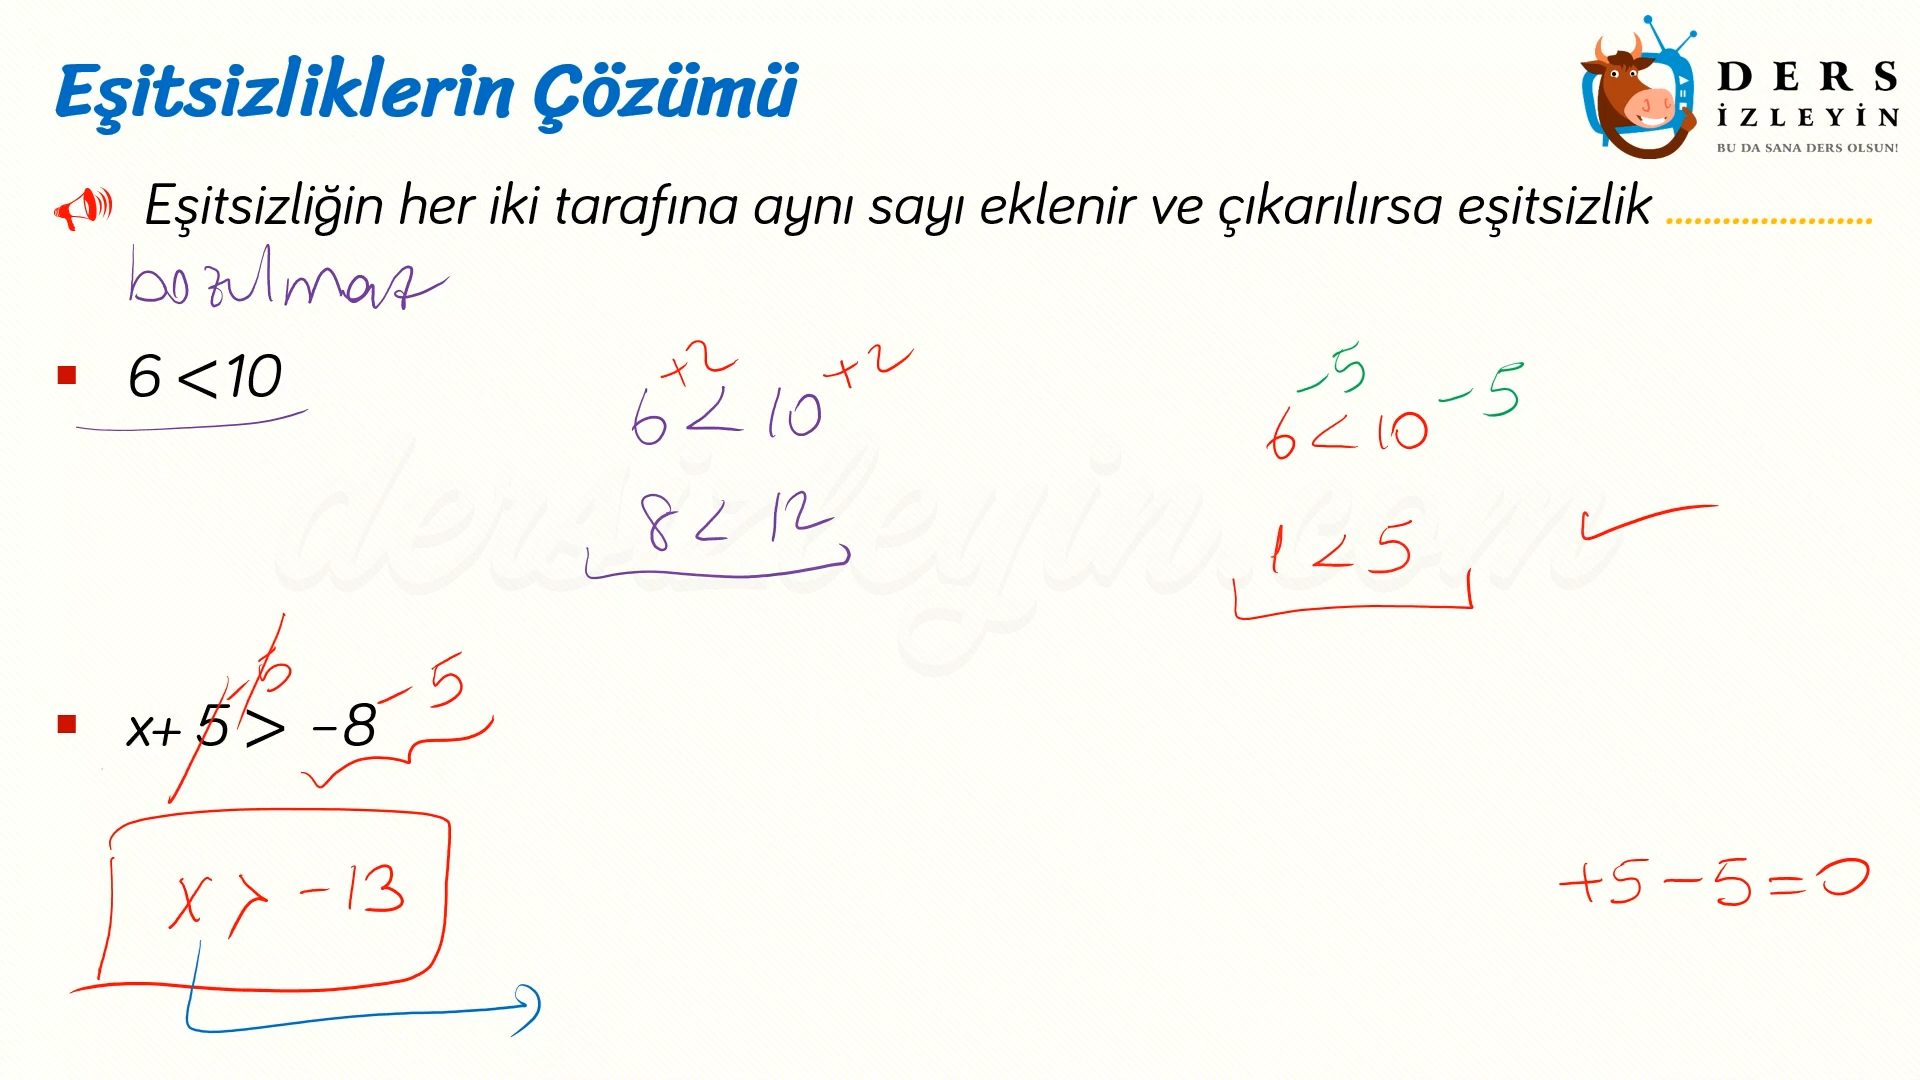 Eşitsizliklerin Çözümü
DERS
İZLEYİN
BU DA SANA DERS OLSUN!
Eşitsizliğin her iki tarafına aynı sayı eklenir ve çıkarılırsa eşitsizlik .....................
bozulmaz
6 < 10
+2 +2
6 < 10
8 < 12
-5 -5
6 < 10
1 < 5
-5 -5
x+ 5 > -8
x > -13
+5-5=0
dersizleyin.com